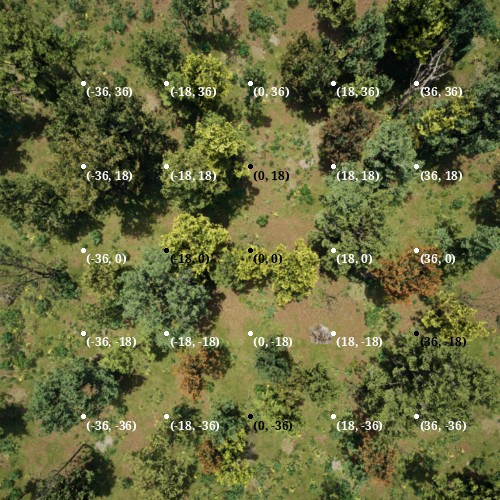 (-36, 36) (-18, 36) (0, 36) (18, 36) (36, 36)
(-36, 18) (-18, 18) (0, 18) (18, 18) (36, 18)
(-36, 0) (-18, 0) (0, 0) (18, 0) (36, 0)
(-36, -18) (-18, -18) (0, -18) (18, -18) (36, -18)
(-36, -36) (-18, -36) (0, -36) (18, -36) (36, -36)